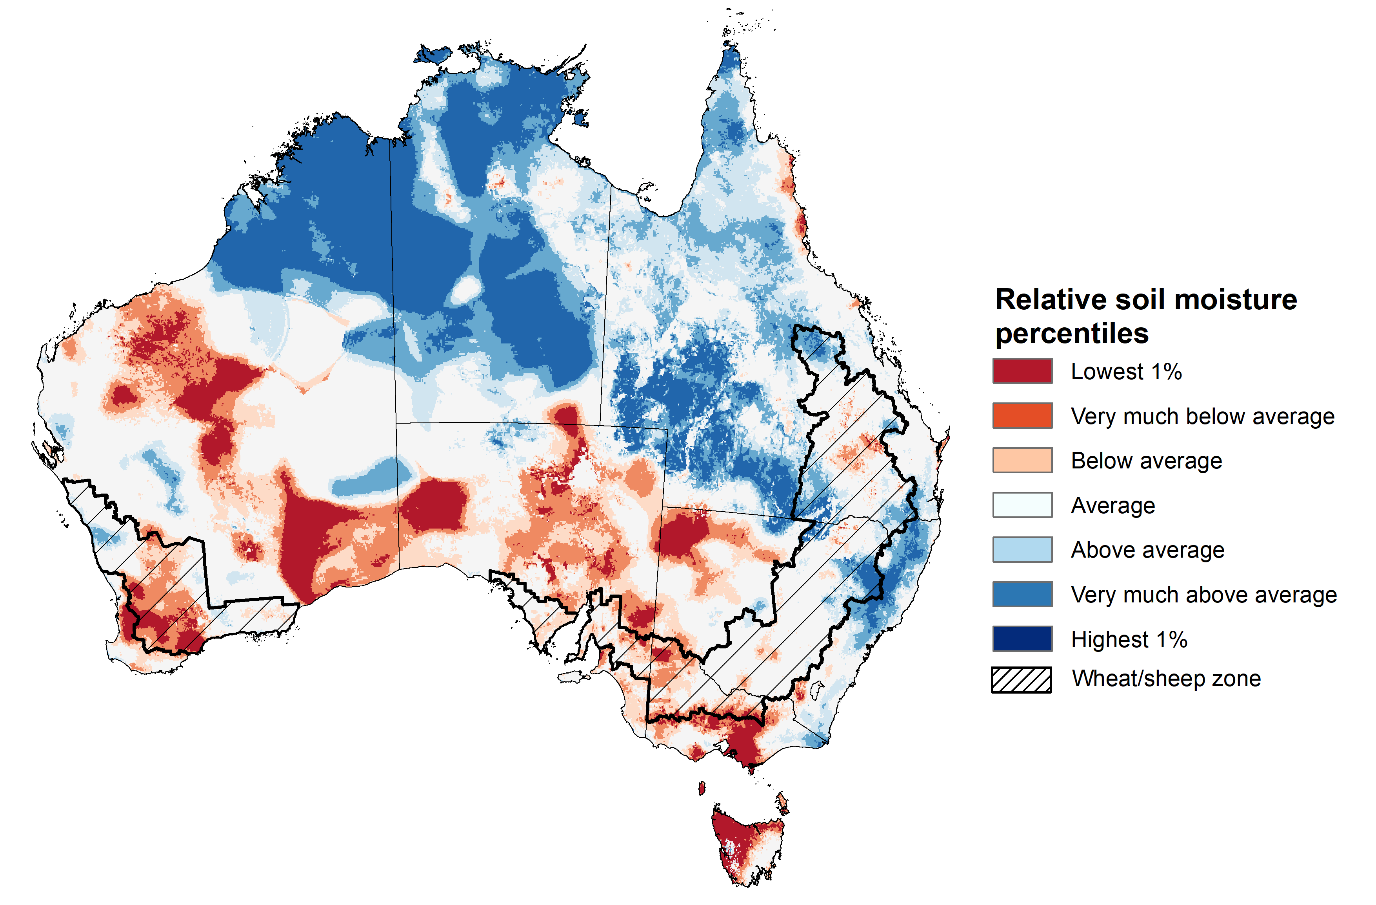 Relative soil moisture
percentiles
Lowest 1%
Very much below average
Below average
Average
Above average
Very much above average
Highest 1%
Wheat/sheep zone